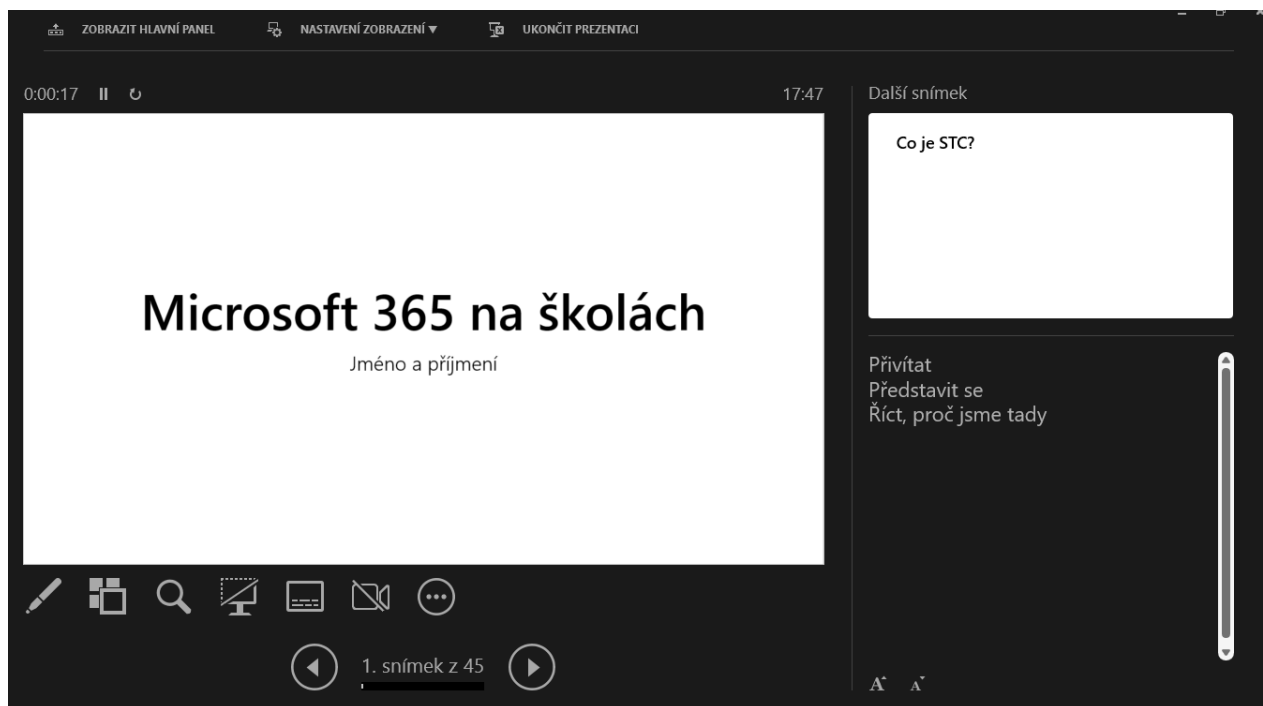 ZOBRAZIT HLAVNÍ PANEL
NASTAVENÍ ZOBRAZENÍ ▼
UKONČIT PREZENTACI
0:00:17
17:47
Další snímek
Microsoft 365 na školách
Jméno a příjmení
Co je STC?
Přivítat
Představit se
Říct, proč jsme tady
1. snímek z 45
A A